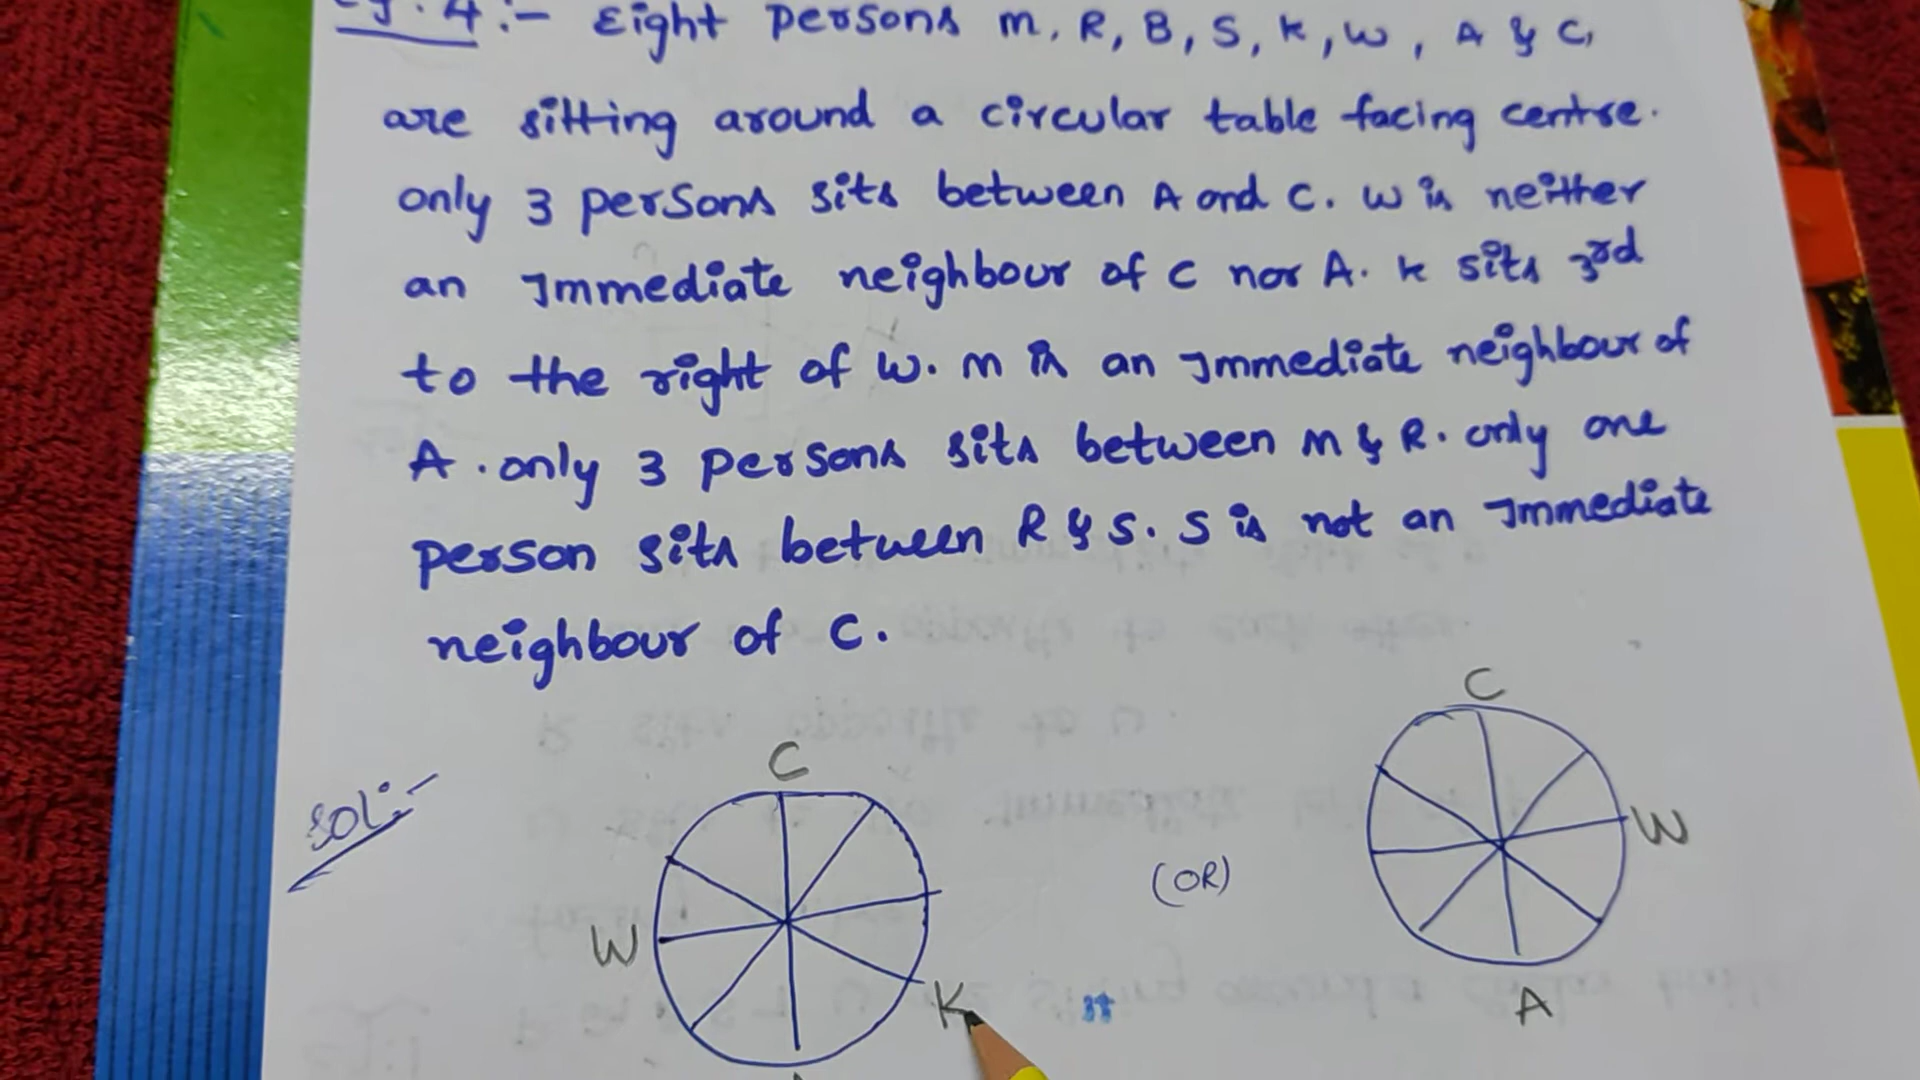 4:- Eight persons M, R, B, S, K, W, A & C,
are sitting around a circular table facing centre.
only 3 persons sits between A and C. W is neither
an Immediate neighbour of C nor A. K sits 3rd
to the right of W. M is an Immediate neighbour of
A. only 3 persons sits between M & R. only one
person sits between R & S. S is not an Immediate
neighbour of C.
C
C
SOL:-
W
(OR)
W
K
A